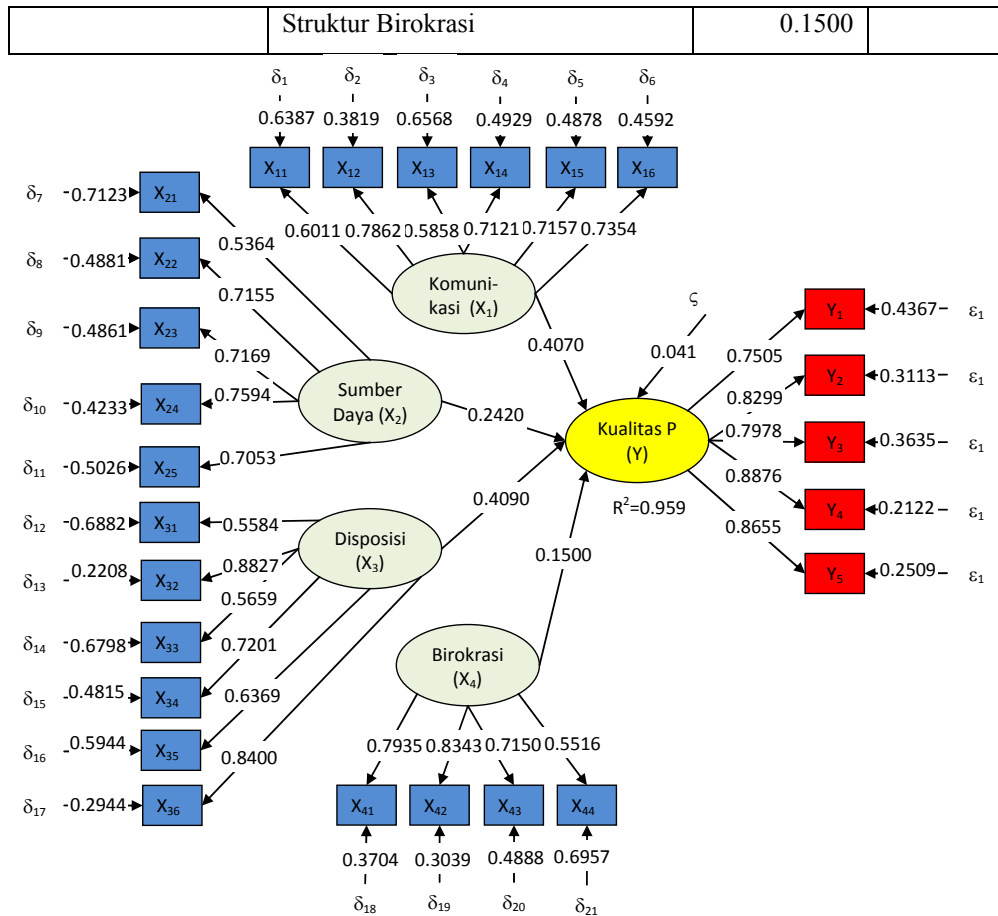 Struktur Birokrasi 0.1500
δ1 δ2 δ3 δ4 δ5 δ6
0.6387 0.3819 0.6568 0.4929 0.4878 0.4592
X11 X12 X13 X14 X15 X16
0.6011 0.7862 0.5858 0.7121 0.7157 0.7354
Komuni-
kasi (X1)
δ7 0.7123 X21
δ8 0.4881 X22
δ9 0.4861 X23
δ10 0.4233 X24
δ11 0.5026 X25
0.5364
0.7155
0.7169
0.7594
0.7053
Sumber
Daya (X2)
δ12 0.6882 X31
δ13 0.2208 X32
δ14 0.6798 X33
δ15 0.4815 X34
δ16 0.5944 X35
δ17 0.2944 X36
0.5584
0.8827
0.5659
0.7201
0.6369
0.8400
Disposisi
(X3)
0.4070
0.2420
0.4090
0.1500
ς
0.041
Kualitas P
(Y)
R²=0.959
0.7505
0.8299
0.7978
0.8876
0.8655
Y1 0.4367 ε1
Y2 0.3113 ε1
Y3 0.3635 ε1
Y4 0.2122 ε1
Y5 0.2509 ε1
Birokrasi
(X4)
0.7935 0.8343 0.7150 0.5516
X41 X42 X43 X44
0.3704 0.3039 0.4888 0.6957
δ18 δ19 δ20 δ21